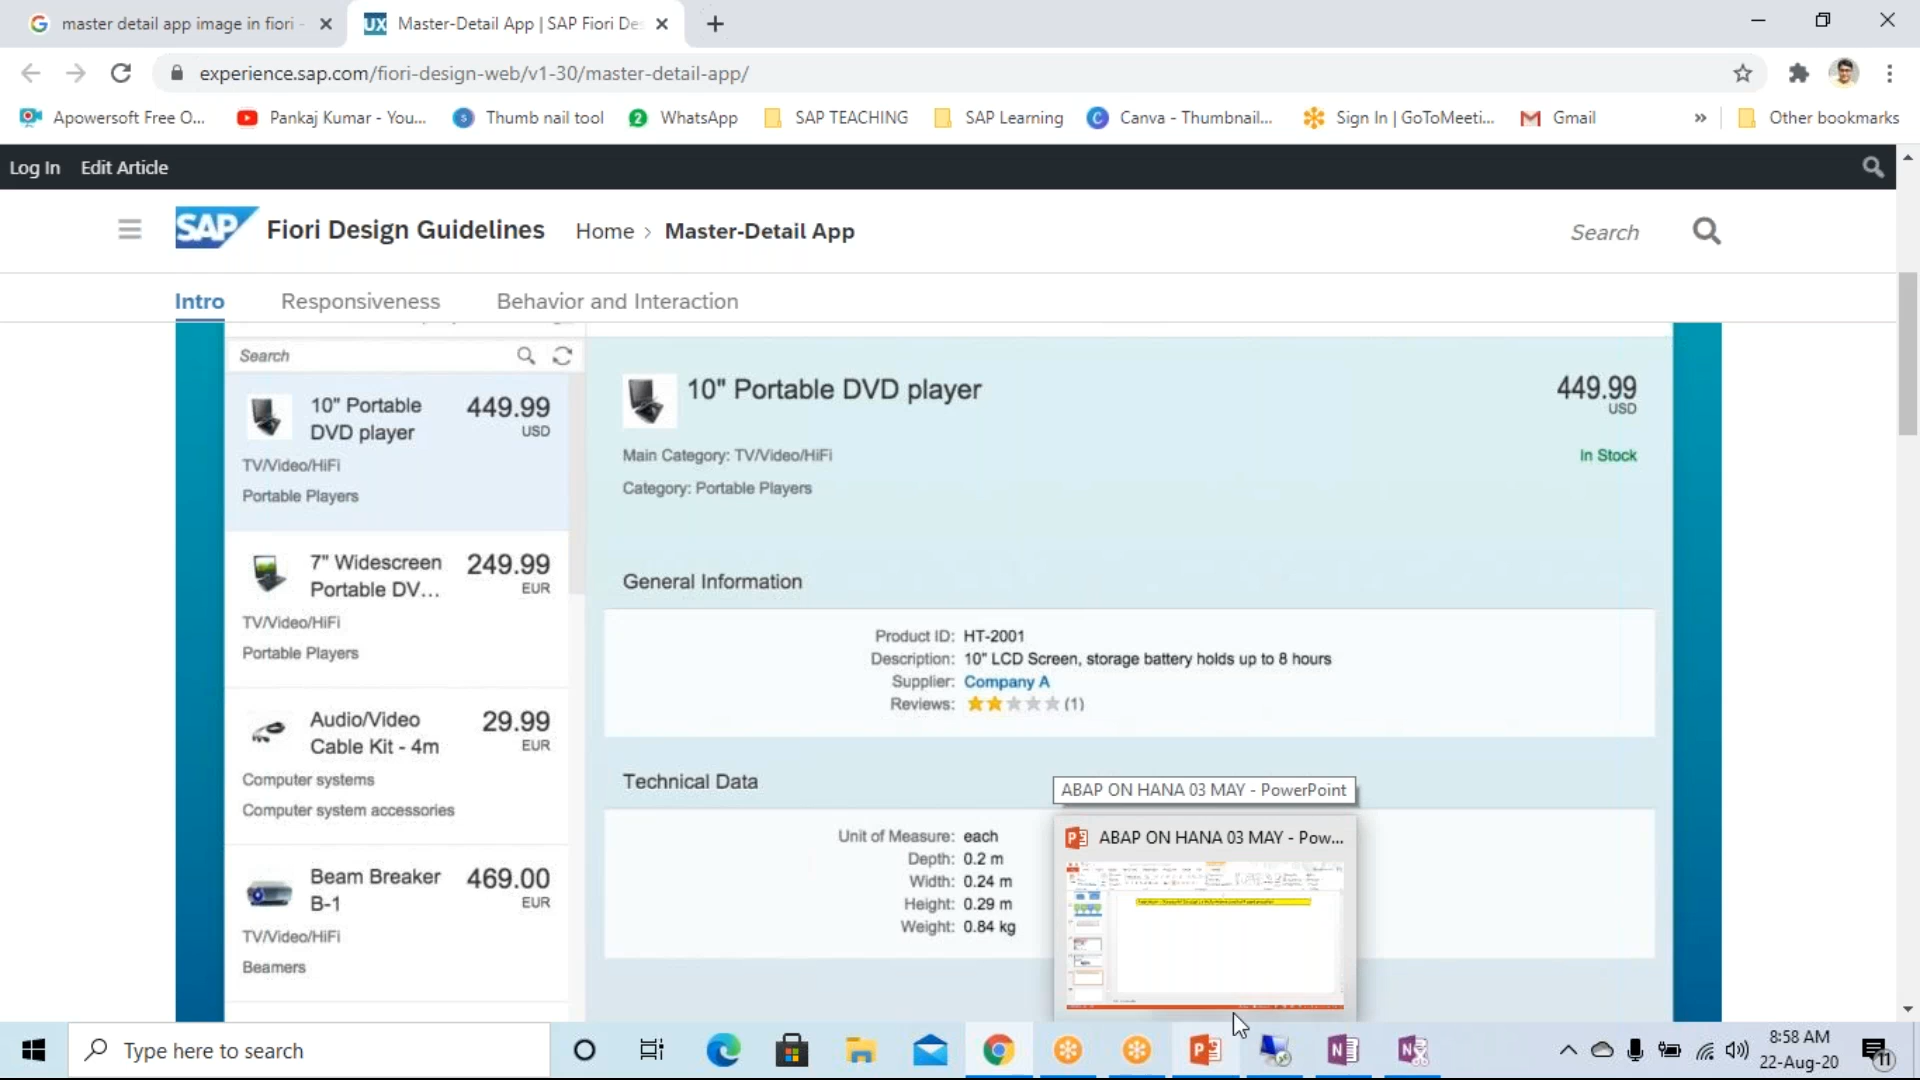 master detail app image in fiori -
UX Master-Detail App | SAP Fiori De
experience.sap.com/fiori-design-web/v1-30/master-detail-app/
Apowersoft Free O... Pankaj Kumar - You... Thumb nail tool WhatsApp SAP TEACHING SAP Learning Canva - Thumbnail... Sign In | GoToMeeti... Gmail » Other bookmarks
Log In Edit Article
SAP Fiori Design Guidelines Home > Master-Detail App Search
Intro Responsiveness Behavior and Interaction
Search
10" Portable 449.99
DVD player USD
TV/Video/HiFi
Portable Players
7" Widescreen 249.99
Portable DV... EUR
TV/Video/HiFi
Portable Players
Audio/Video 29.99
Cable Kit - 4m EUR
Computer systems
Computer system accessories
Beam Breaker 469.00
B-1 EUR
TV/Video/HiFi
Beamers
10" Portable DVD player 449.99
USD
Main Category: TV/Video/HiFi In Stock
Category: Portable Players
General Information
Product ID: HT-2001
Description: 10" LCD Screen, storage battery holds up to 8 hours
Supplier: Company A
Reviews: (1)
Technical Data
Unit of Measure: each
Depth: 0.2 m
Width: 0.24 m
Height: 0.29 m
Weight: 0.84 kg
ABAP ON HANA 03 MAY - PowerPoint
ABAP ON HANA 03 MAY - Pow...
Type here to search
8:58 AM
22-Aug-20
11